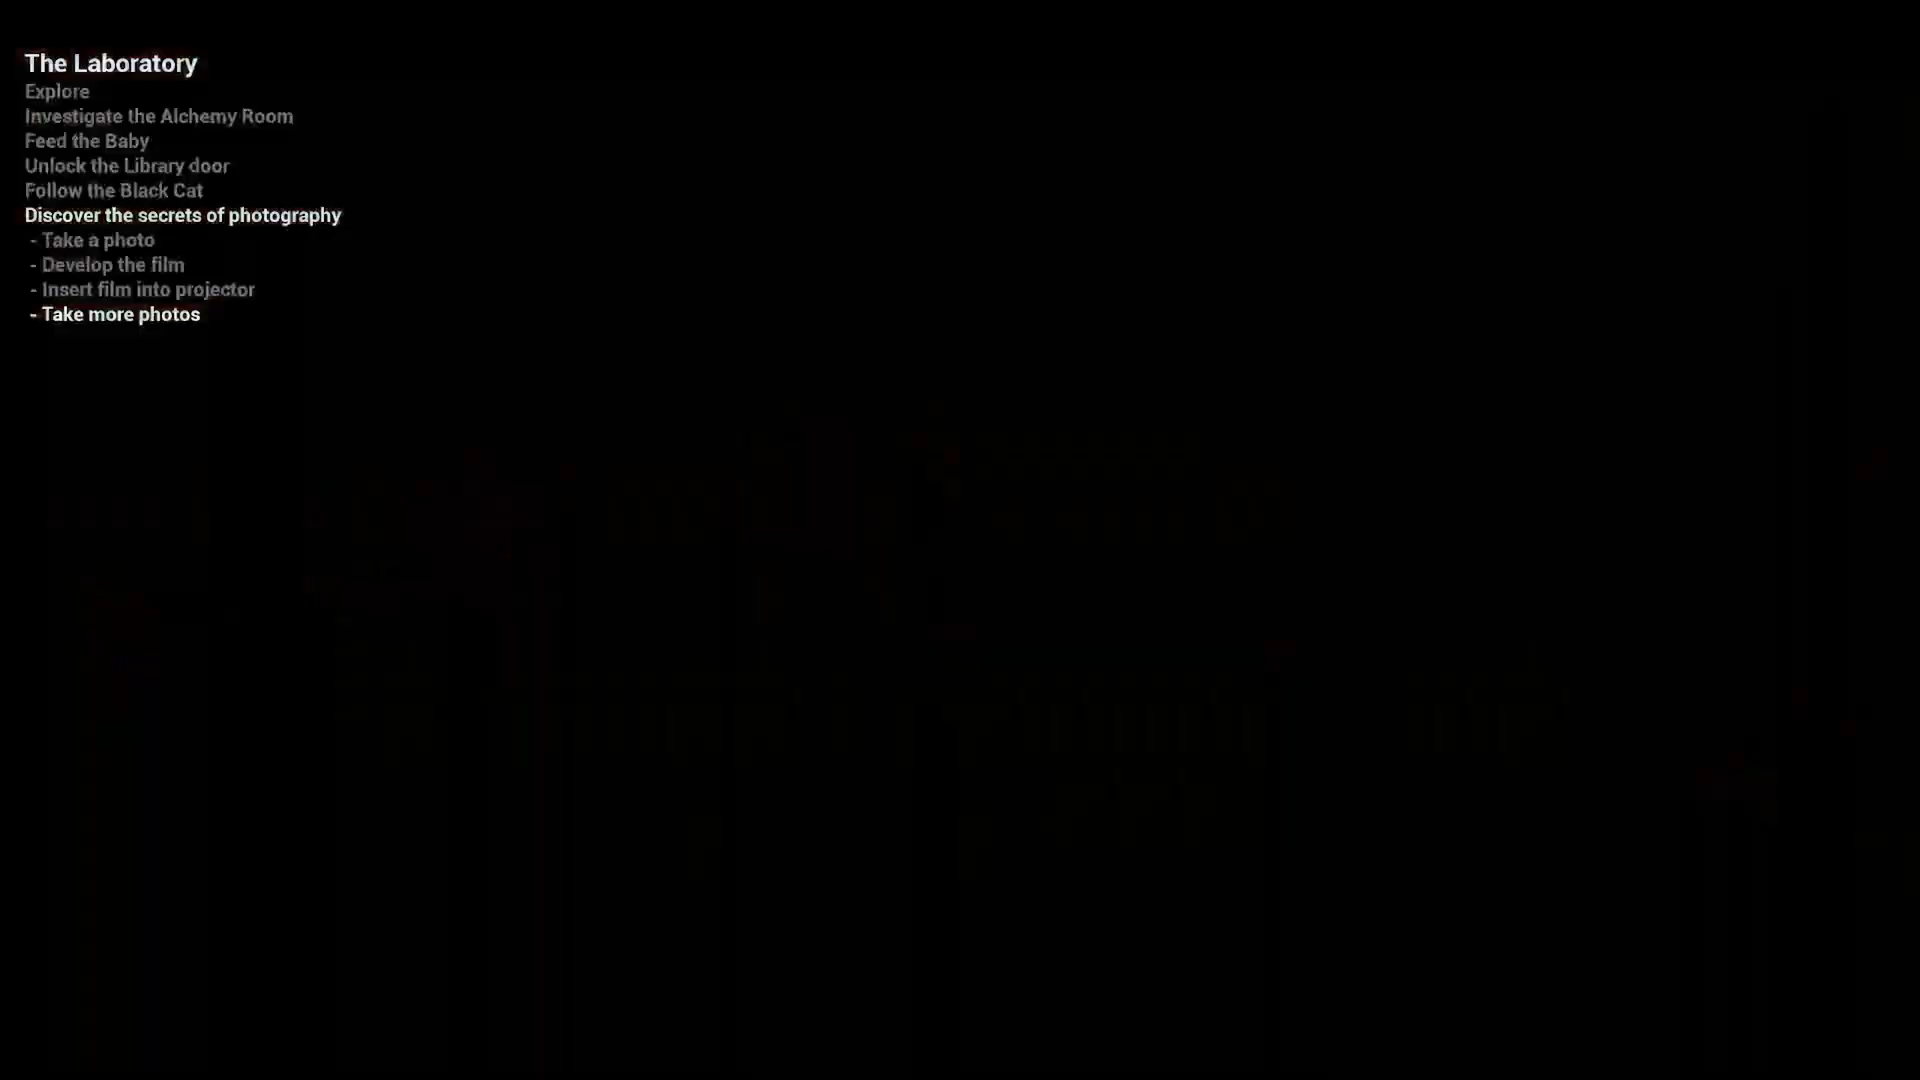 The Laboratory
Explore
Investigate the Alchemy Room
Feed the Baby
Unlock the Library door
Follow the Black Cat
Discover the secrets of photography
- Take a photo
- Develop the film
- Insert film into projector
- Take more photos